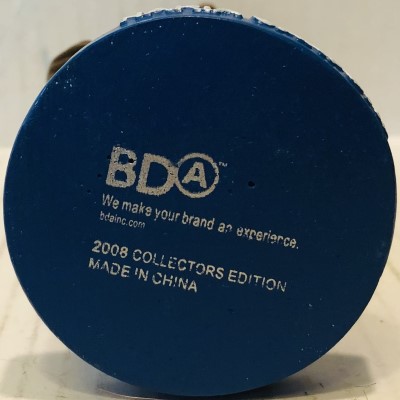 BDA™
We make your brand an experience.
bdainc.com
2008 COLLECTORS EDITION
MADE IN CHINA